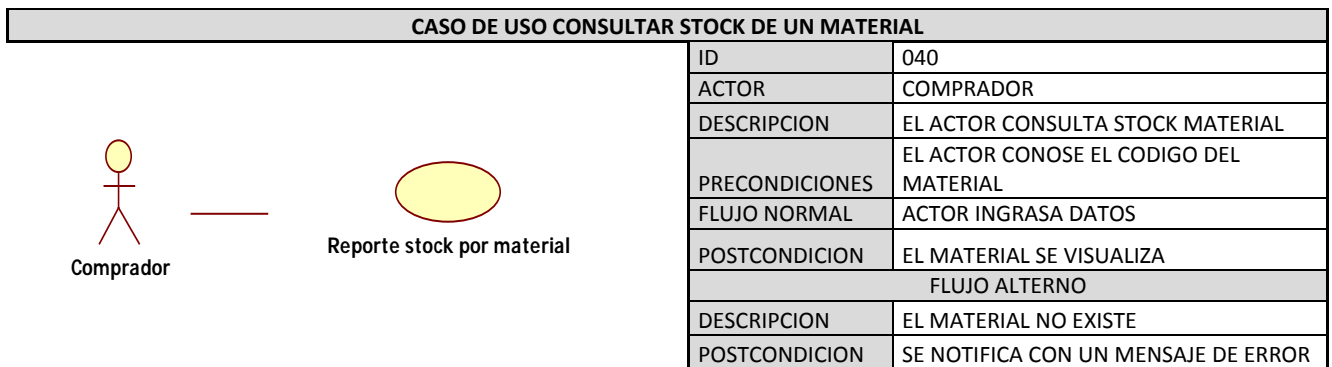 CASO DE USO CONSULTAR STOCK DE UN MATERIAL
ID 040
ACTOR COMPRADOR
DESCRIPCION EL ACTOR CONSULTA STOCK MATERIAL
EL ACTOR CONOSE EL CODIGO DEL
PRECONDICIONES MATERIAL
FLUJO NORMAL ACTOR INGRASA DATOS
POSTCONDICION EL MATERIAL SE VISUALIZA
FLUJO ALTERNO
DESCRIPCION EL MATERIAL NO EXISTE
POSTCONDICION SE NOTIFICA CON UN MENSAJE DE ERROR
Comprador
Reporte stock por material